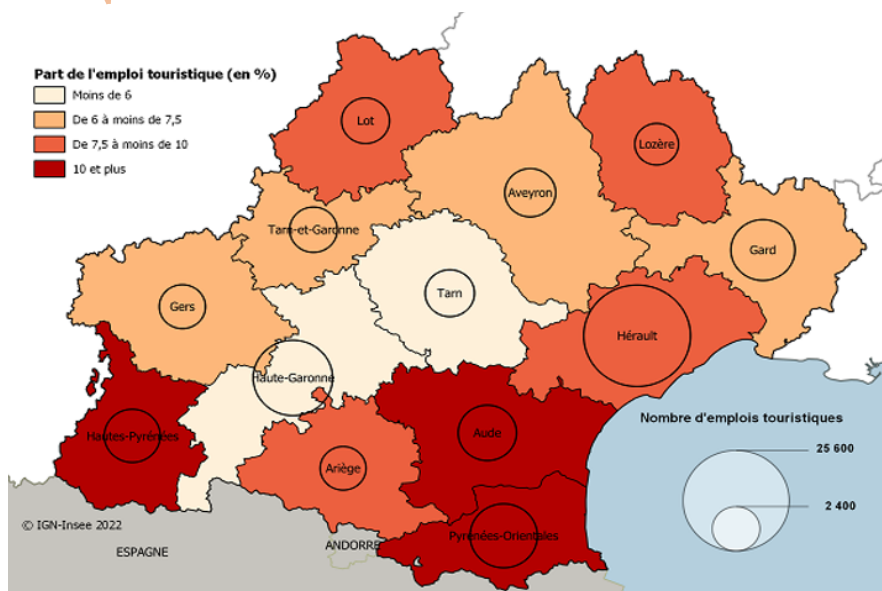 Part de l'emploi touristique (en %)
Moins de 6
De 6 à moins de 7,5
De 7,5 à moins de 10
10 et plus
Lot
Lozère
Aveyron
Tarn-et-Garonne
Gard
Tarn
Gers
Hérault
Haute-Garonne
Hautes-Pyrénées
Aude
Ariège
Pyrénées-Orientales
Nombre d'emplois touristiques
25 600
2 400
© IGN-Insee 2022
ESPAGNE
ANDORRE